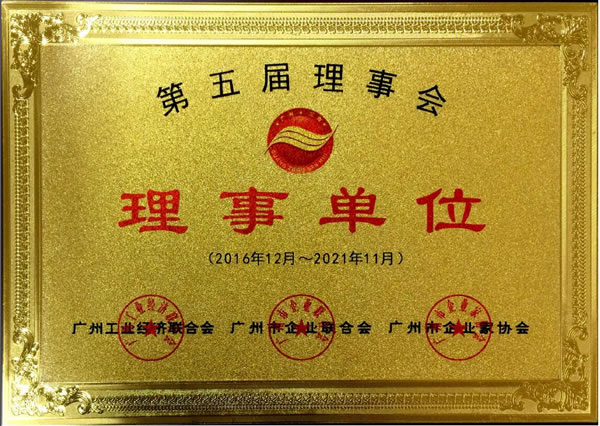 第五届理事会
理事单位
（2016年12月～2021年11月）
广州工业经济联合会 广州市企业联合会 广州市企业家协会